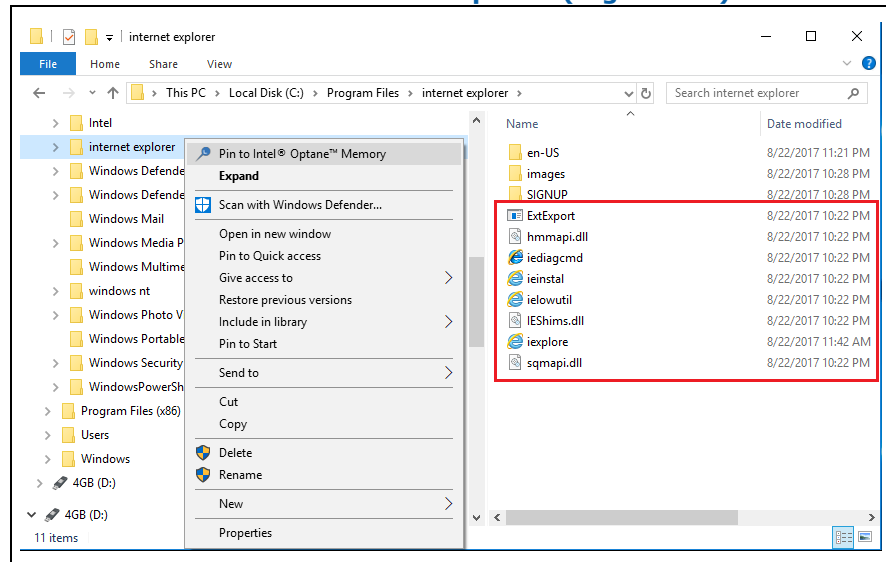 internet explorer
File Home Share View
This PC > Local Disk (C:) > Program Files > internet explorer >
Search internet explorer
Intel
internet explorer
Windows Defende
Windows Defende
Windows Mail
Windows Media P
Windows Multime
windows nt
Windows Photo V
Windows Portable
Windows Security
WindowsPowerSh
Program Files (x86)
Users
Windows
4GB (D:)
4GB (D:)
11 items
Pin to Intel® Optane™ Memory
Expand
Scan with Windows Defender...
Open in new window
Pin to Quick access
Give access to
Restore previous versions
Include in library
Pin to Start
Send to
Cut
Copy
Delete
Rename
New
Properties
Name Date modified
en-US 8/22/2017 11:21 PM
images 8/22/2017 10:28 PM
SIGNUP 8/22/2017 10:28 PM
ExtExport 8/22/2017 10:22 PM
hmmapi.dll 8/22/2017 10:22 PM
iediagcmd 8/22/2017 10:22 PM
ieinstal 8/22/2017 10:22 PM
ielowutil 8/22/2017 10:22 PM
IEShims.dll 8/22/2017 10:22 PM
iexplore 8/22/2017 11:42 AM
sqmapi.dll 8/22/2017 10:22 PM